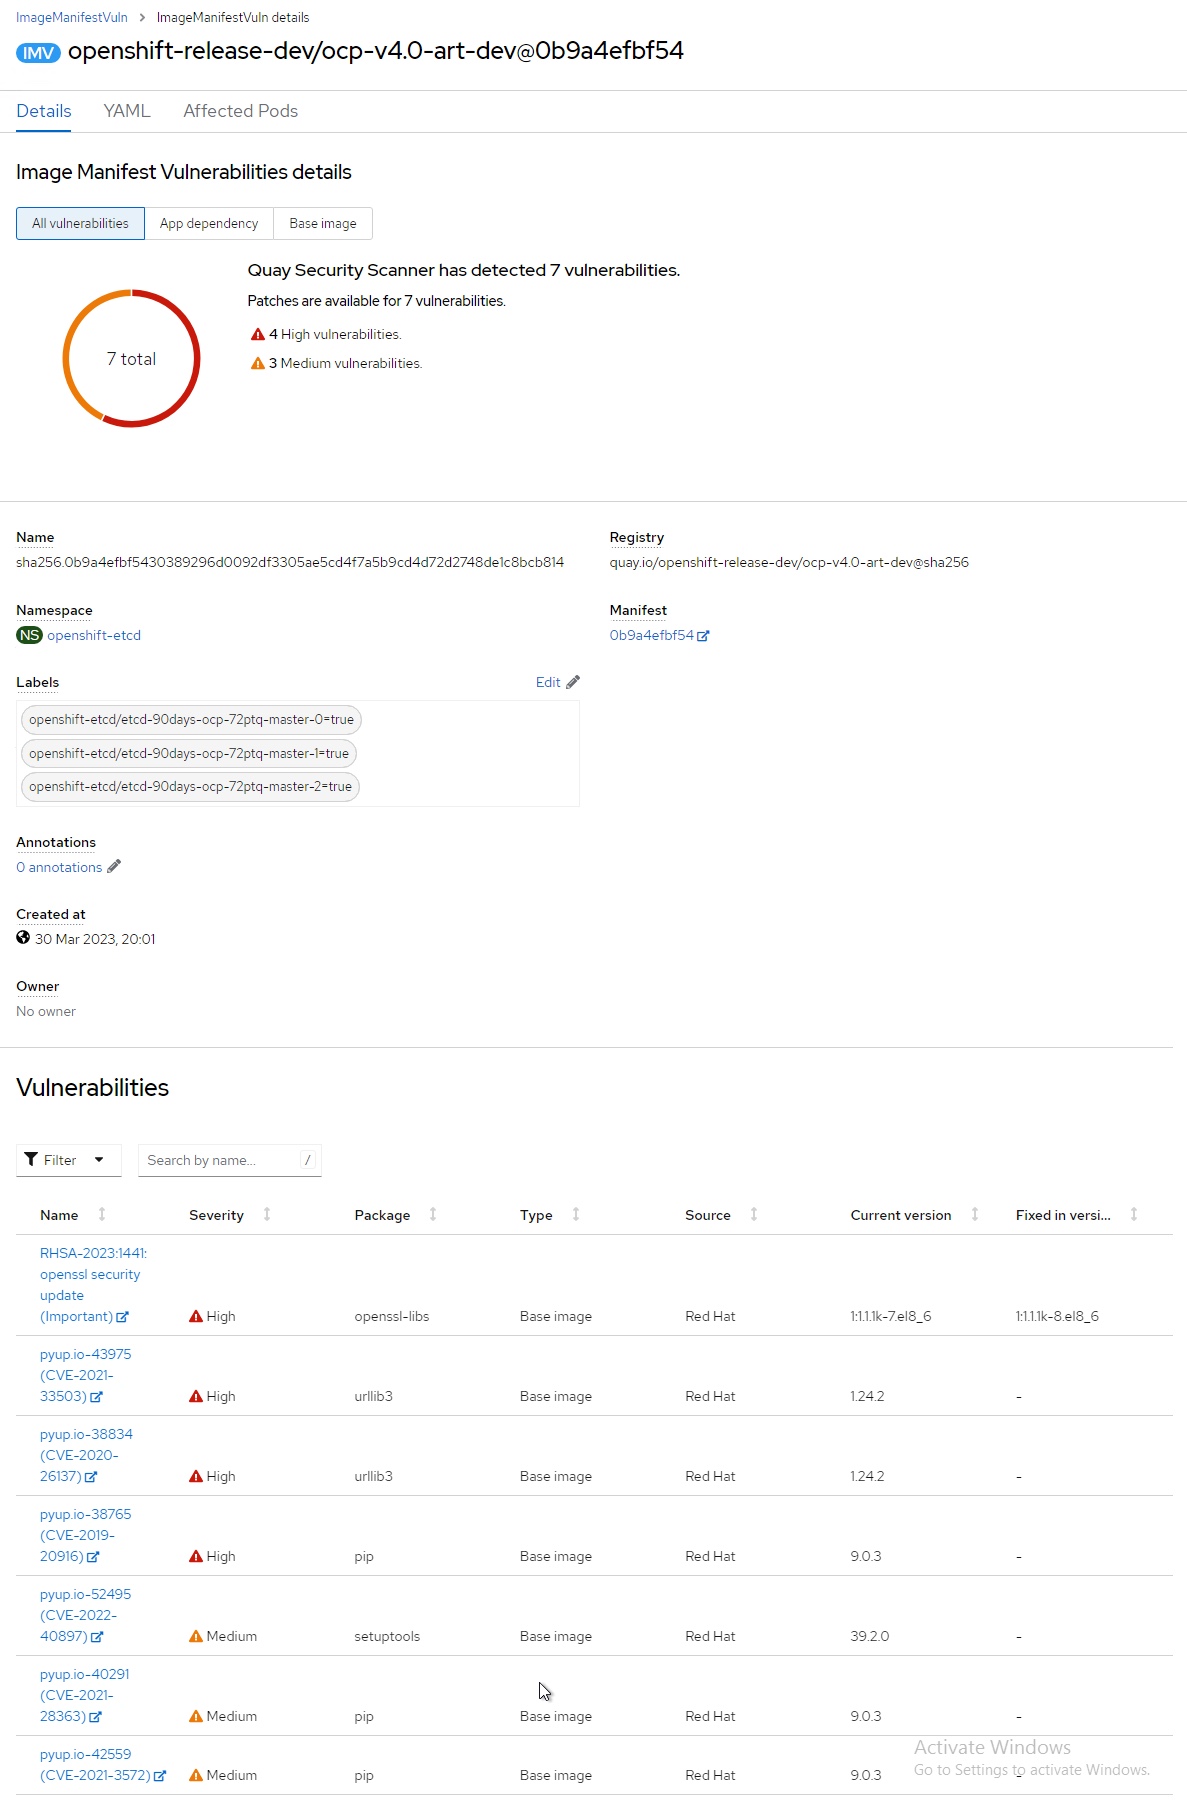 ImageManifestVuln > ImageManifestVuln details
IMV openshift-release-dev/ocp-v4.0-art-dev@0b9a4efbf54
Details YAML Affected Pods
Image Manifest Vulnerabilities details
All vulnerabilities App dependency Base image
Quay Security Scanner has detected 7 vulnerabilities.
Patches are available for 7 vulnerabilities.
4 High vulnerabilities.
3 Medium vulnerabilities.
7 total
Name
sha256.0b9a4efbf5430389296d0092df3305ae5cd4f7a5b9cd4d72d2748de1c8bcb814
Registry
quay.io/openshift-release-dev/ocp-v4.0-art-dev@sha256
Namespace
NS openshift-etcd
Manifest
0b9a4efbf54
Labels Edit
openshift-etcd/etcd-90days-ocp-72ptq-master-0=true
openshift-etcd/etcd-90days-ocp-72ptq-master-1=true
openshift-etcd/etcd-90days-ocp-72ptq-master-2=true
Annotations
0 annotations
Created at
30 Mar 2023, 20:01
Owner
No owner
Vulnerabilities
Filter Search by name... /
Name Severity Package Type Source Current version Fixed in versi...
RHSA-2023:1441:
openssl security
update
(Important) High openssl-libs Base image Red Hat 1:1.1.1k-7.el8_6 1:1.1.1k-8.el8_6
pyup.io-43975
(CVE-2021-
33503) High urllib3 Base image Red Hat 1.24.2 -
pyup.io-38834
(CVE-2020-
26137) High urllib3 Base image Red Hat 1.24.2 -
pyup.io-38765
(CVE-2019-
20916) High pip Base image Red Hat 9.0.3 -
pyup.io-52495
(CVE-2022-
40897) Medium setuptools Base image Red Hat 39.2.0 -
pyup.io-40291
(CVE-2021-
28363) Medium pip Base image Red Hat 9.0.3 -
pyup.io-42559
(CVE-2021-3572) Medium pip Base image Red Hat 9.0.3 -
Activate Windows
Go to Settings to activate Windows.